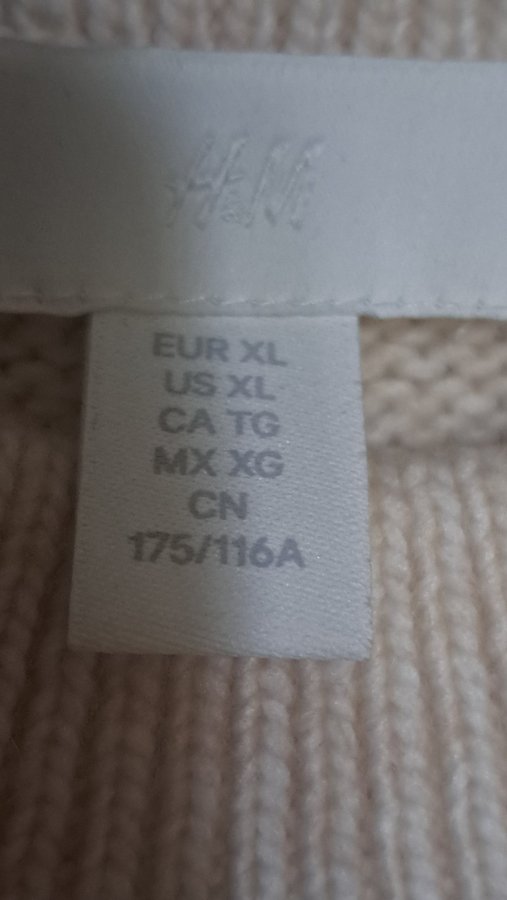 H&M
EUR XL
US XL
CA TG
MX XG
CN
175/116A